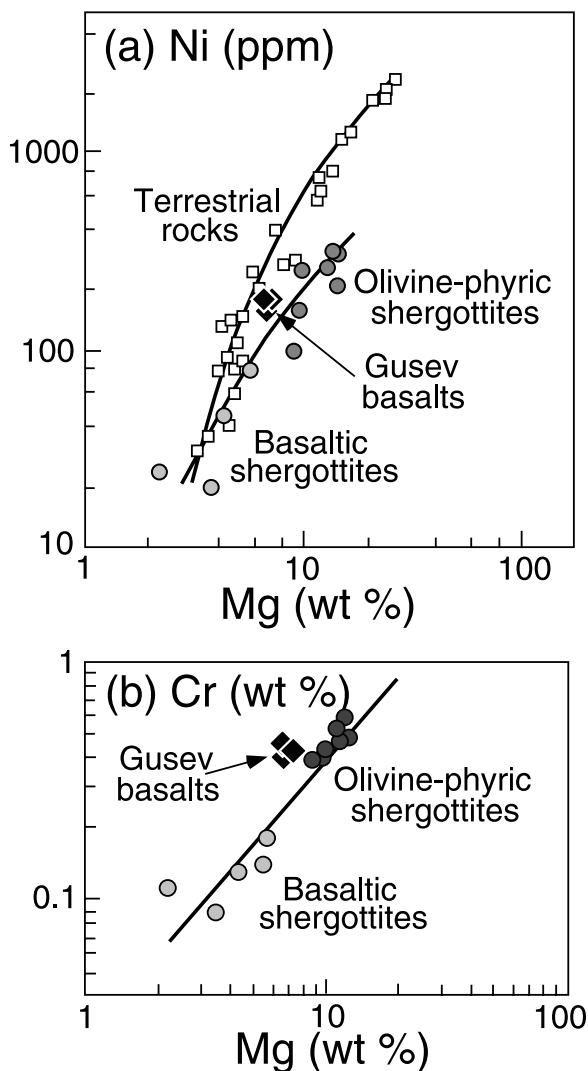 (a) Ni (ppm)
1000
Terrestrial
rocks
Olivine-phyric
shergottites
100
Gusev
basalts
Basaltic
shergottites
10
1
10
100
Mg (wt %)
1
(b) Cr (wt %)
Gusev
basalts
Olivine-phyric
shergottites
0.1
Basaltic
shergottites
1
10
100
Mg (wt %)